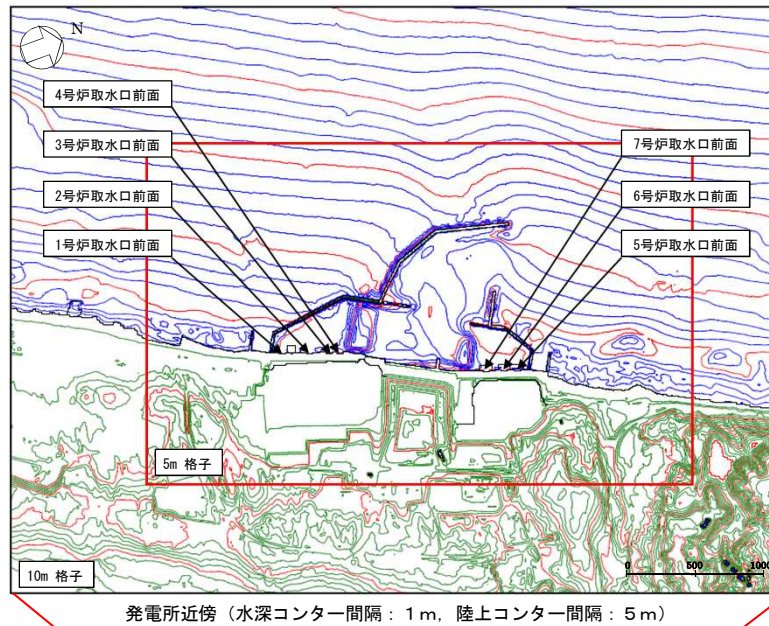 N
4号炉取水口前面
3号炉取水口前面
2号炉取水口前面
1号炉取水口前面
7号炉取水口前面
6号炉取水口前面
5号炉取水口前面
5m 格子
10m 格子
0 500 1000
発電所近傍（水深コンター間隔：１ｍ，陸上コンター間隔：５ｍ）